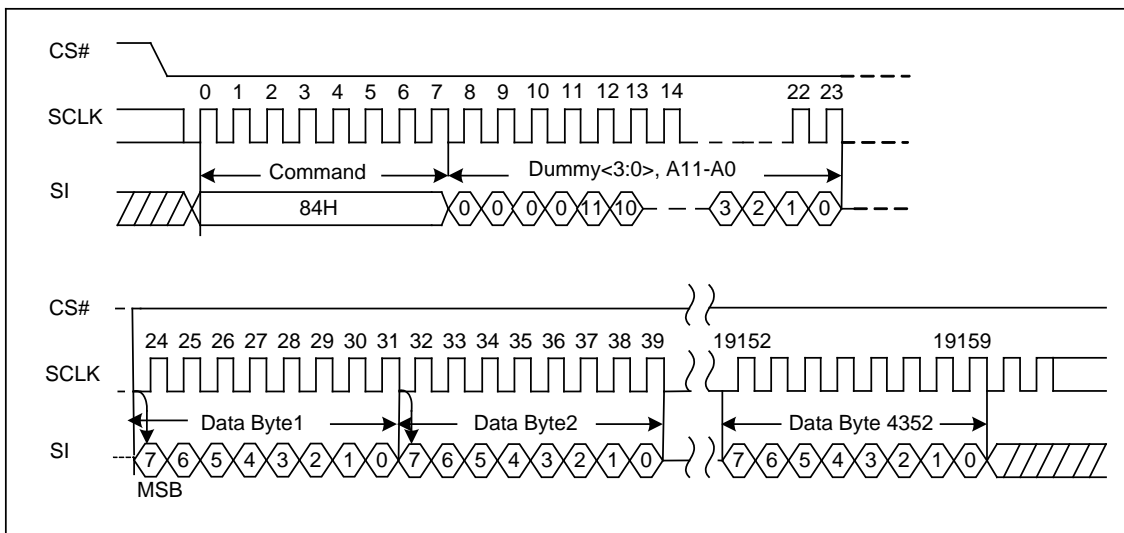 CS#
0 1 2 3 4 5 6 7 8 9 10 11 12 13 14 22 23
SCLK
Command Dummy<3:0>, A11-A0
SI
84H 0 0 0 0 11 10 3 2 1 0
CS#
24 25 26 27 28 29 30 31 32 33 34 35 36 37 38 39 19152 19159
SCLK
Data Byte1 Data Byte2 Data Byte 4352
SI
7 6 5 4 3 2 1 0 7 6 5 4 3 2 1 0 7 6 5 4 3 2 1 0
MSB